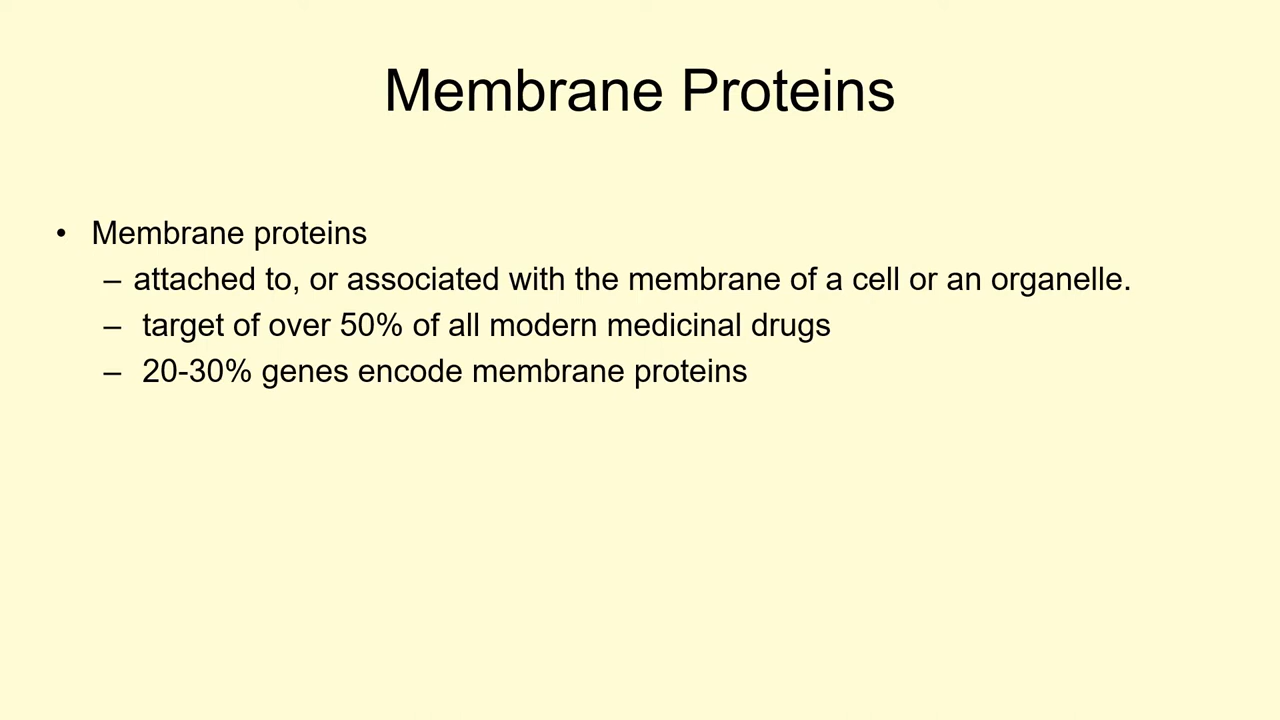 Membrane Proteins
• Membrane proteins
– attached to, or associated with the membrane of a cell or an organelle.
– target of over 50% of all modern medicinal drugs
– 20-30% genes encode membrane proteins